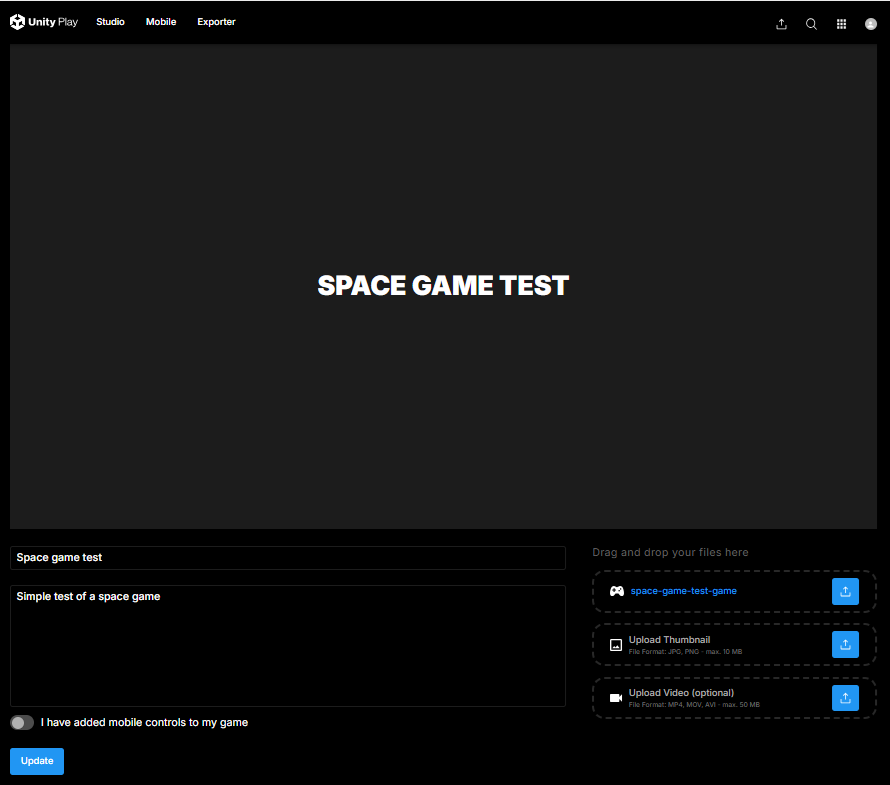 Unity Play Studio Mobile Exporter
SPACE GAME TEST
Space game test
Simple test of a space game
I have added mobile controls to my game
Update
Drag and drop your files here
space-game-test-game
Upload Thumbnail
File Format: JPG, PNG - max. 10 MB
Upload Video (optional)
File Format: MP4, MOV, AVI - max. 50 MB